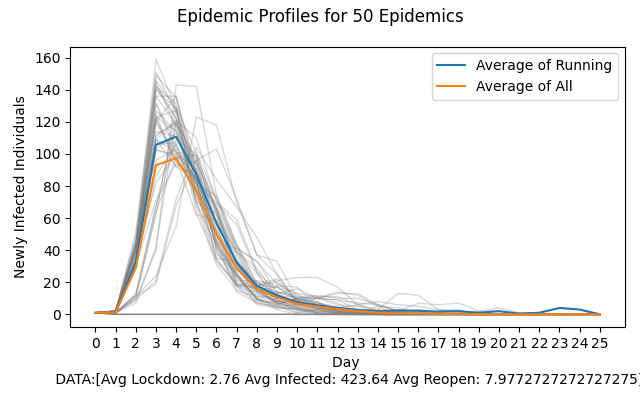 Epidemic Profiles for 50 Epidemics
Newly Infected Individuals
160
140
120
100
80
60
40
20
0
Average of Running
Average of All
0 1 2 3 4 5 6 7 8 9 10 11 12 13 14 15 16 17 18 19 20 21 22 23 24 25
Day
DATA:[Avg Lockdown: 2.76 Avg Infected: 423.64 Avg Reopen: 7.9772727272727275]